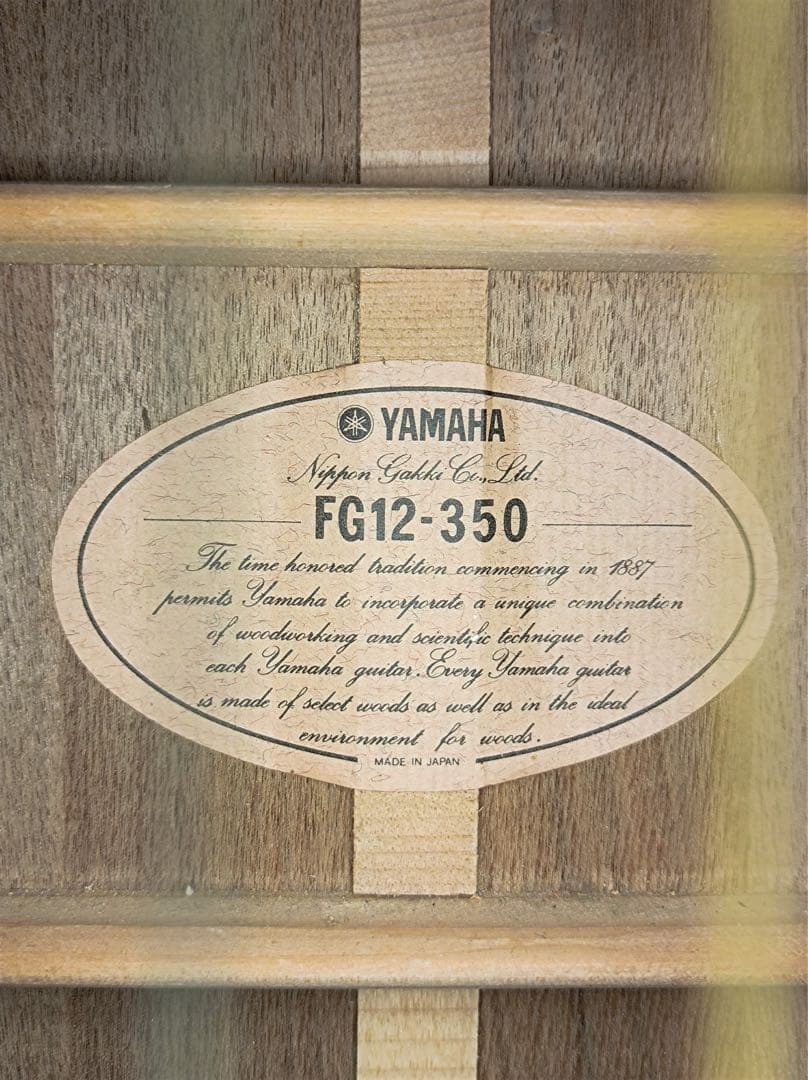 YAMAHA
Nippon Gakki Co., Ltd.
FG12-350
The time honored tradition commencing in 1887
permits Yamaha to incorporate a unique combination
of woodworking and scientific technique into
each Yamaha guitar. Every Yamaha guitar
is made of select woods as well as in the ideal
environment for woods.
MADE IN JAPAN